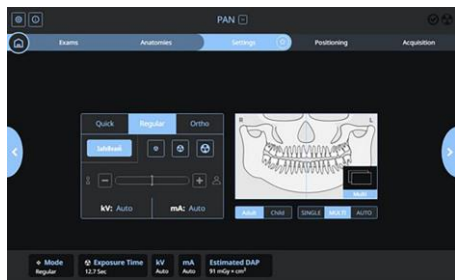 PAN
Exams Anatomies Settings Positioning Acquisition
Quick Regular Ortho
R L
kV: Auto mA: Auto
Multi
Adult Child SINGLE MULTI AUTO
Mode Exposure Time kV mA Estimated DAP
Regular 12.7 Sec Auto Auto 91 mGy • cm²